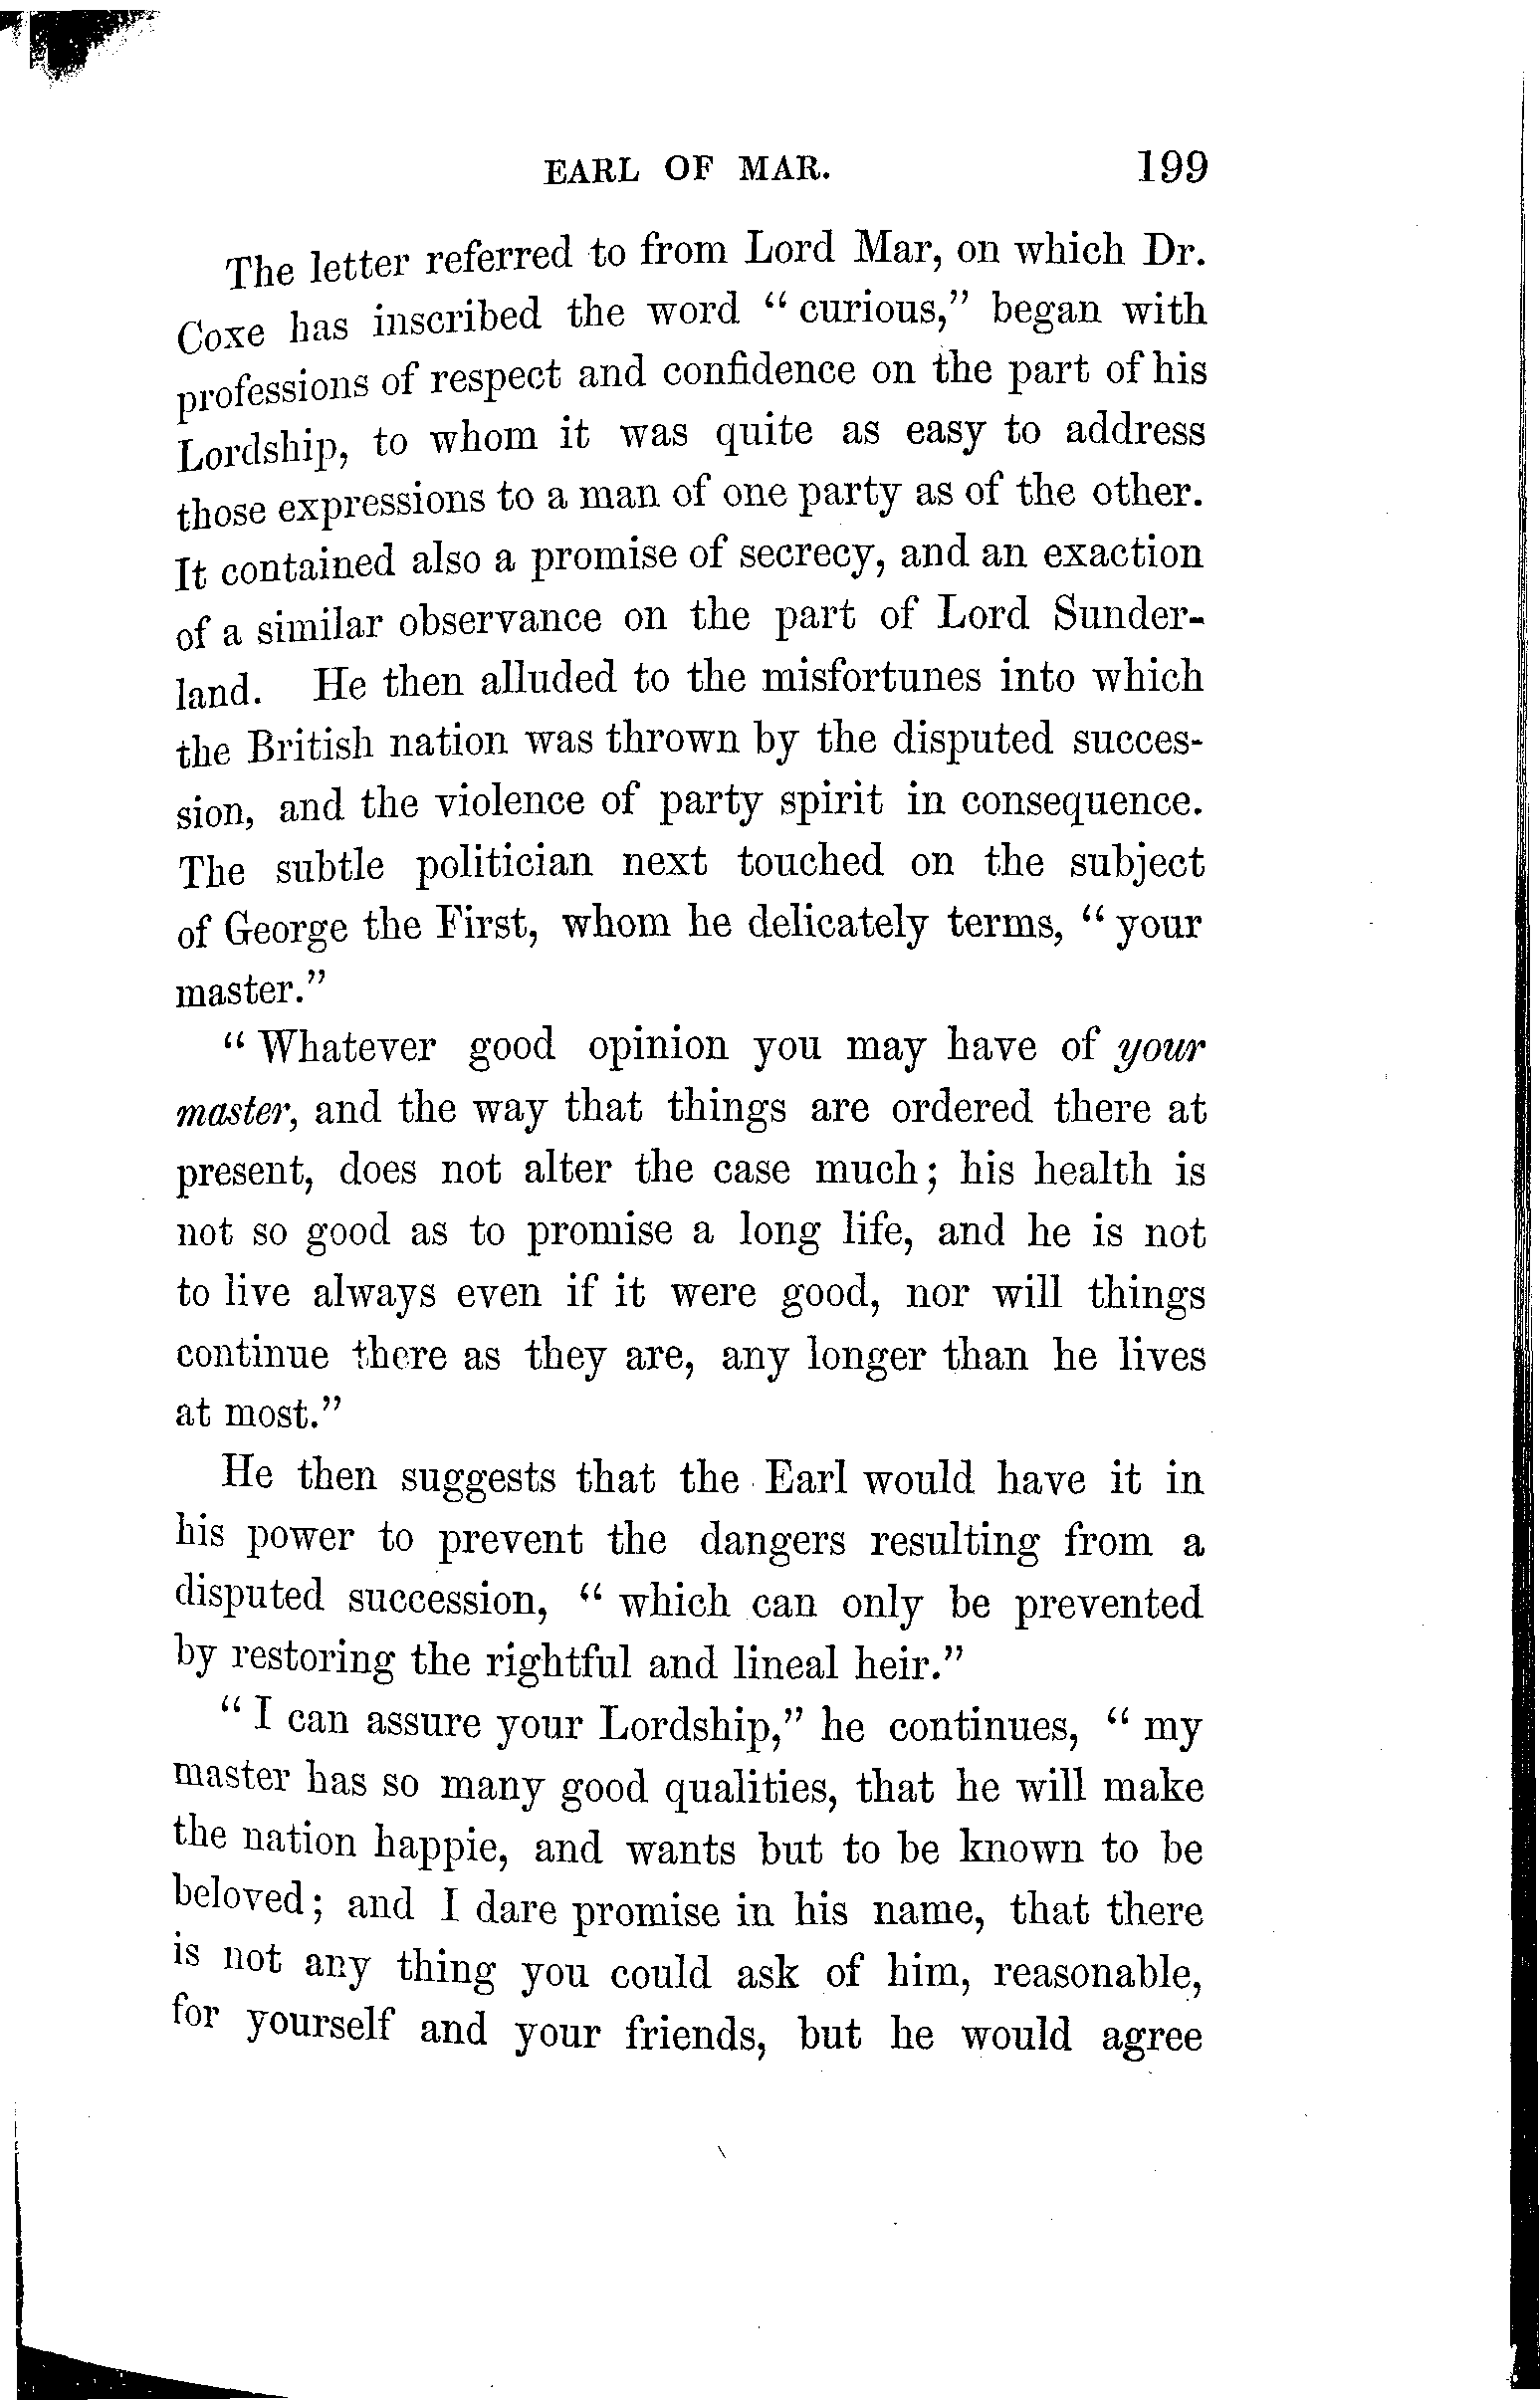 EARL OF MAR. 199
The letter referred to from Lord Mar, on which Dr.
Coxe has inscribed the word " curious," began with
professions of respect and confidence on the part of his
Lordship, to whom it was quite as easy to address
those expressions to a man of one party as of the other.
It contained also a promise of secrecy, and an exaction
of a similar observance on the part of Lord Sunder-
land. He then alluded to the misfortunes into which
the British nation was thrown by the disputed succes-
sion, and the violence of party spirit in consequence.
The subtle politician next touched on the subject
of George the First, whom he delicately terms, " your
master."
" Whatever good opinion you may have of your
master, and the way that things are ordered there at
present, does not alter the case much; his health is
not so good as to promise a long life, and he is not
to live always even if it were good, nor will things
continue there as they are, any longer than he lives
at most."
He then suggests that the Earl would have it in
his power to prevent the dangers resulting from a
disputed succession, " which can only be prevented
by restoring the rightful and lineal heir."
" I can assure your Lordship," he continues, " my
master has so many good qualities, that he will make
the nation happie, and wants but to be known to be
beloved; and I dare promise in his name, that there
is not any thing you could ask of him, reasonable,
for yourself and your friends, but he would agree